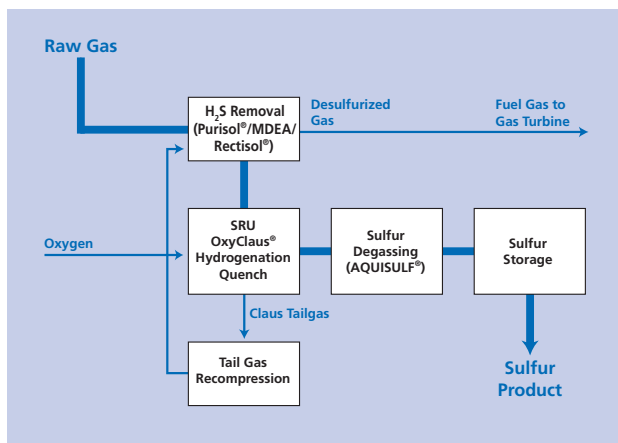 Raw Gas
H₂S Removal
(Purisol®/MDEA/
Rectisol®)
Desulfurized
Gas
Fuel Gas to
Gas Turbine
Oxygen
SRU
OxyClaus®
Hydrogenation
Quench
Sulfur
Degassing
(AQUISULF®)
Sulfur
Storage
Claus Tailgas
Tail Gas
Recompression
Sulfur
Product